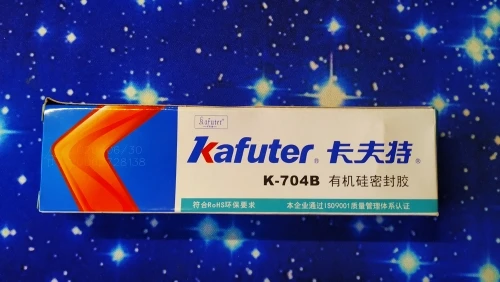 Kafuter
Kafuter® 卡夫特®
K-704B 有机硅密封胶
符合RoHS环保要求 本企业通过ISO9001质量管理体系认证